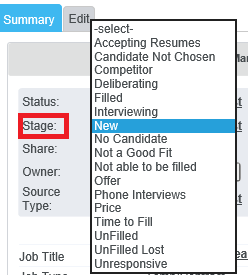 Summary
Edit
-select-
Accepting Resumes
Candidate Not Chosen
Competitor
Deliberating
Filled
Interviewing
New
No Candidate
Not a Good Fit
Not able to be filled
Offer
Phone Interviews
Price
Time to Fill
UnFilled
UnFilled Lost
Unresponsive
Status:
Stage:
Share:
Owner:
Source
Type:
Job Title